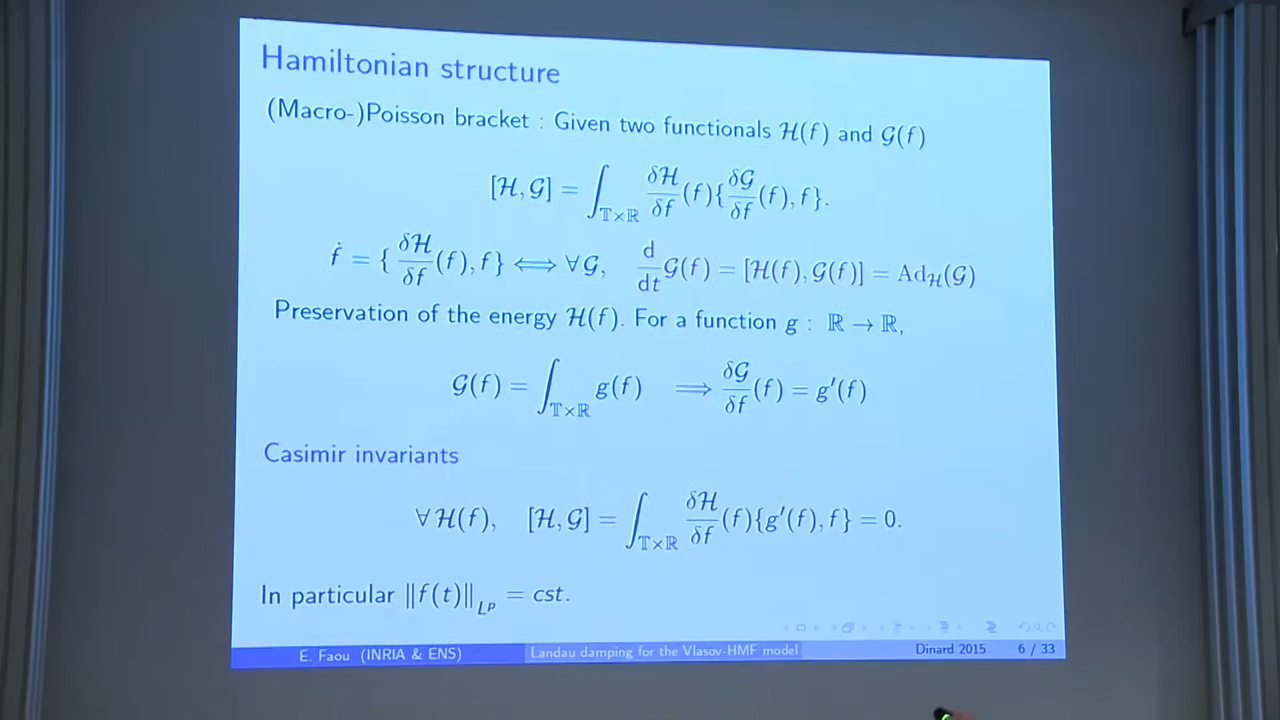 Hamiltonian structure
(Macro-)Poisson bracket : Given two functionals ℋ(f) and 𝒢(f)
[ℋ, 𝒢] = ∫_{𝕋×ℝ} δℋ/δf (f){δ𝒢/δf (f), f}.
ḟ = {δℋ/δf (f), f} ⟺ ∀ 𝒢, d/dt 𝒢(f) = [ℋ(f), 𝒢(f)] = Ad_ℋ(𝒢)
Preservation of the energy ℋ(f). For a function g : ℝ → ℝ,
𝒢(f) = ∫_{𝕋×ℝ} g(f) ⟹ δ𝒢/δf (f) = g′(f)
Casimir invariants
∀ ℋ(f), [ℋ, 𝒢] = ∫_{𝕋×ℝ} δℋ/δf (f){g′(f), f} = 0.
In particular ‖f(t)‖_{L^p} = cst.
E. Faou (INRIA & ENS) Landau damping for the Vlasov-HMF model Dinard 2015 6 / 33